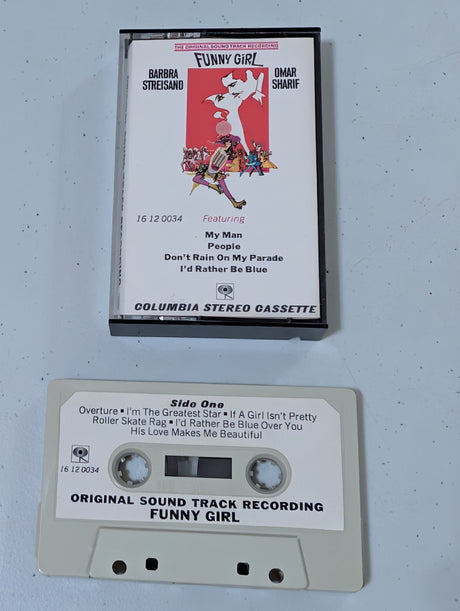 THE ORIGINAL SOUND TRACK RECORDING
FUNNY GIRL
BARBRA STREISAND
OMAR SHARIF
16 12 0034
Featuring
My Man
People
Don't Rain On My Parade
I'd Rather Be Blue
COLUMBIA STEREO CASSETTE
Side One
Overture ▪ I'm The Greatest Star ▪ If A Girl Isn't Pretty
Roller Skate Rag ▪ I'd Rather Be Blue Over You
His Love Makes Me Beautiful
16 12 0034
ORIGINAL SOUND TRACK RECORDING
FUNNY GIRL